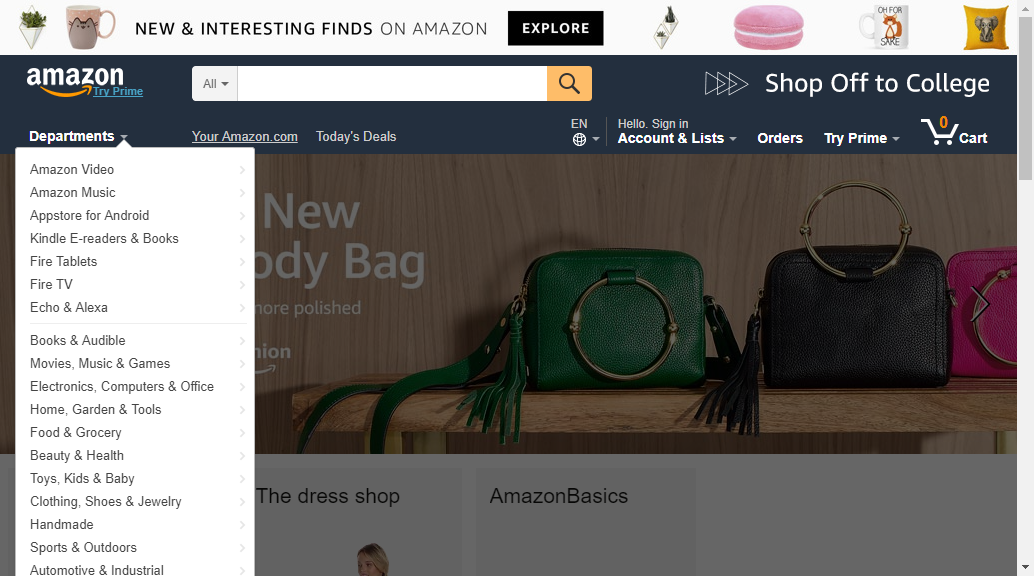 NEW & INTERESTING FINDS ON AMAZON EXPLORE
OH FOR
SAKE
amazon
Try Prime
All
Shop Off to College
Departments
Your Amazon.com
Today's Deals
EN
Hello. Sign in
Account & Lists
Orders
Try Prime
0
Cart
Amazon Video
Amazon Music
Appstore for Android
Kindle E-readers & Books
Fire Tablets
Fire TV
Echo & Alexa
Books & Audible
Movies, Music & Games
Electronics, Computers & Office
Home, Garden & Tools
Food & Grocery
Beauty & Health
Toys, Kids & Baby
Clothing, Shoes & Jewelry
Handmade
Sports & Outdoors
Automotive & Industrial
New
ody Bag
more polished
hion
The dress shop
AmazonBasics